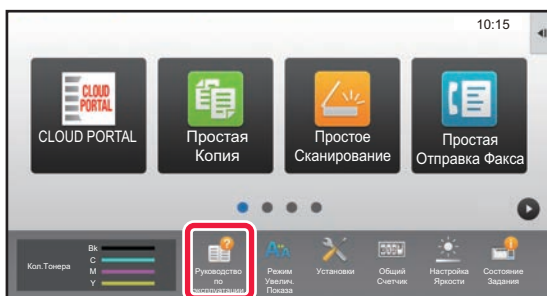 10:15
CLOUD
PORTAL
CLOUD PORTAL
Простая
Копия
Простое
Сканирование
Простая
Отправка Факса
Кол.Тонера
Bk
C
M
Y
Руководство
по
эксплуатации
Режим
Увелич.
Показа
Установки
Общий
Счетчик
Настройка
Яркости
Состояние
Задания